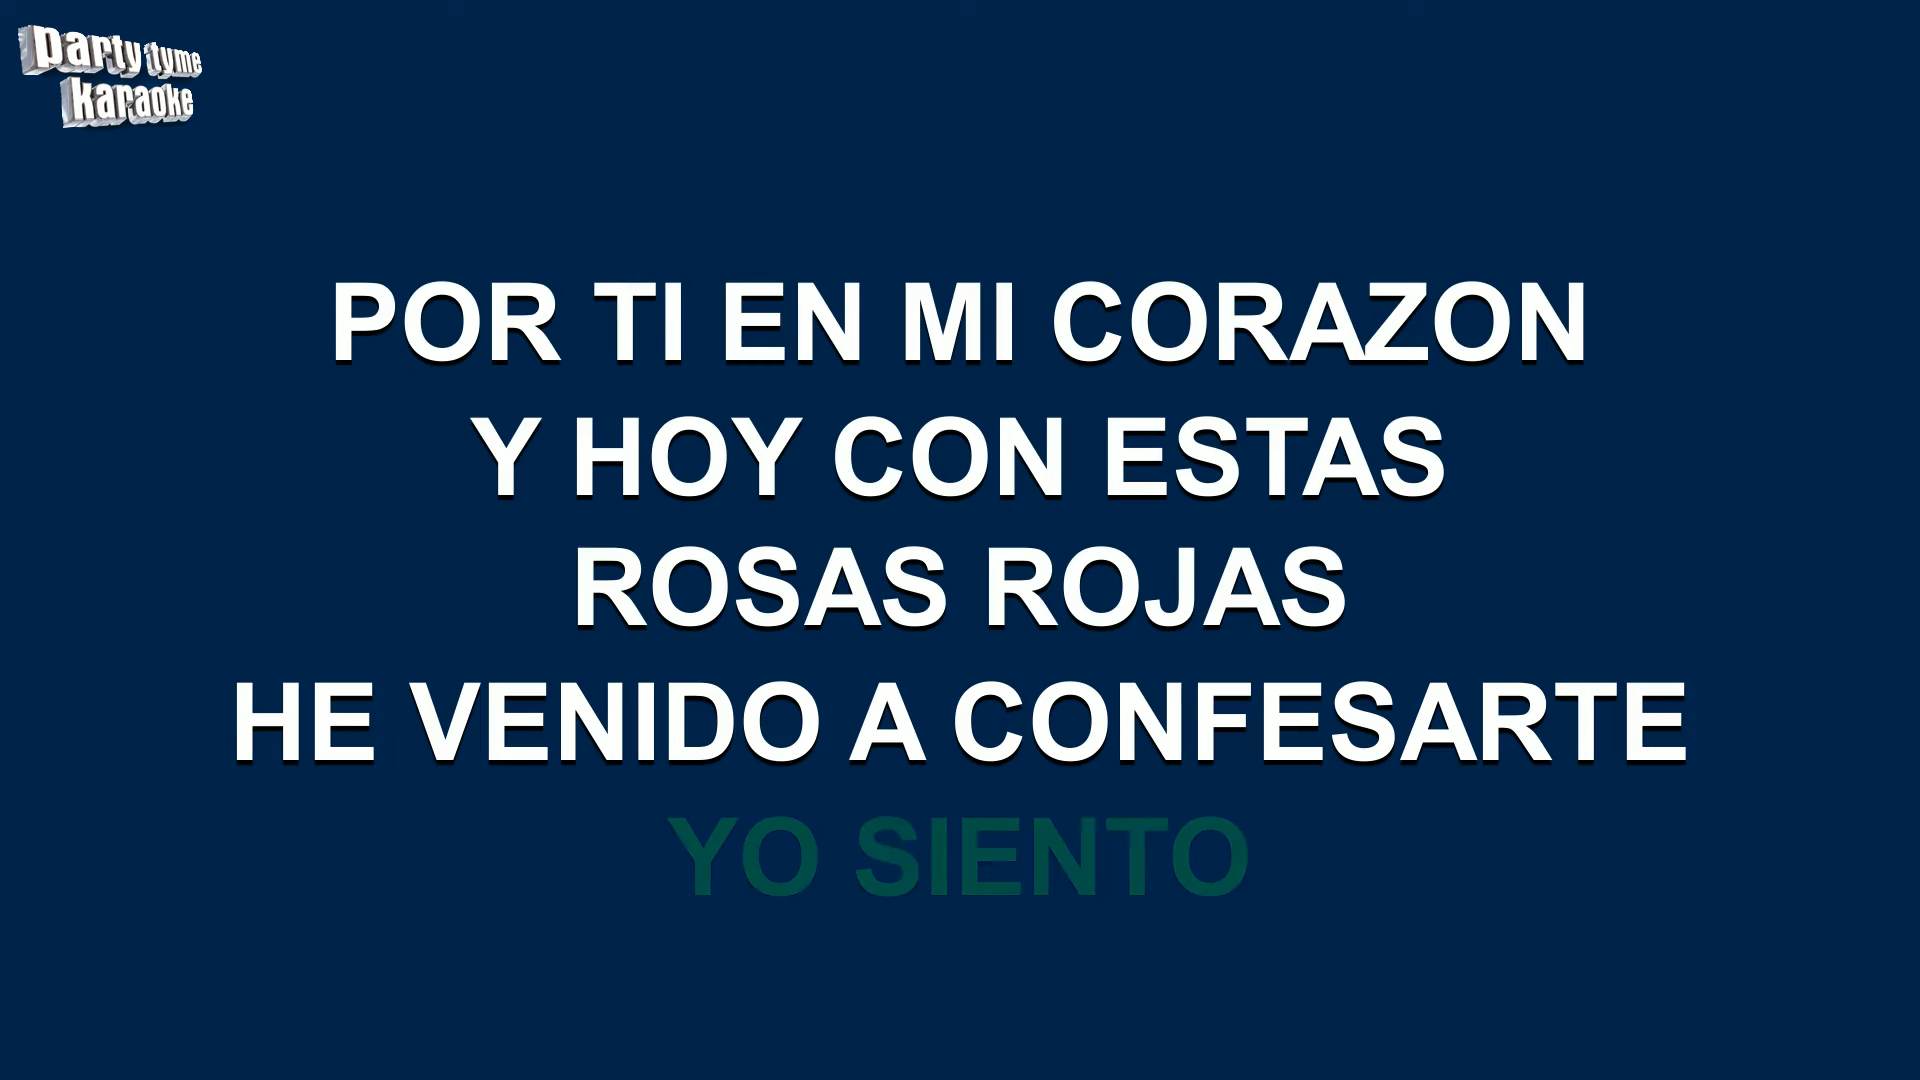 party tyme
karaoke
POR TI EN MI CORAZON
Y HOY CON ESTAS
ROSAS ROJAS
HE VENIDO A CONFESARTE
YO SIENTO